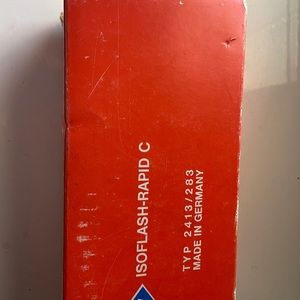 ISOFLASH-RAPID C
TYP 2413/283
MADE IN GERMANY